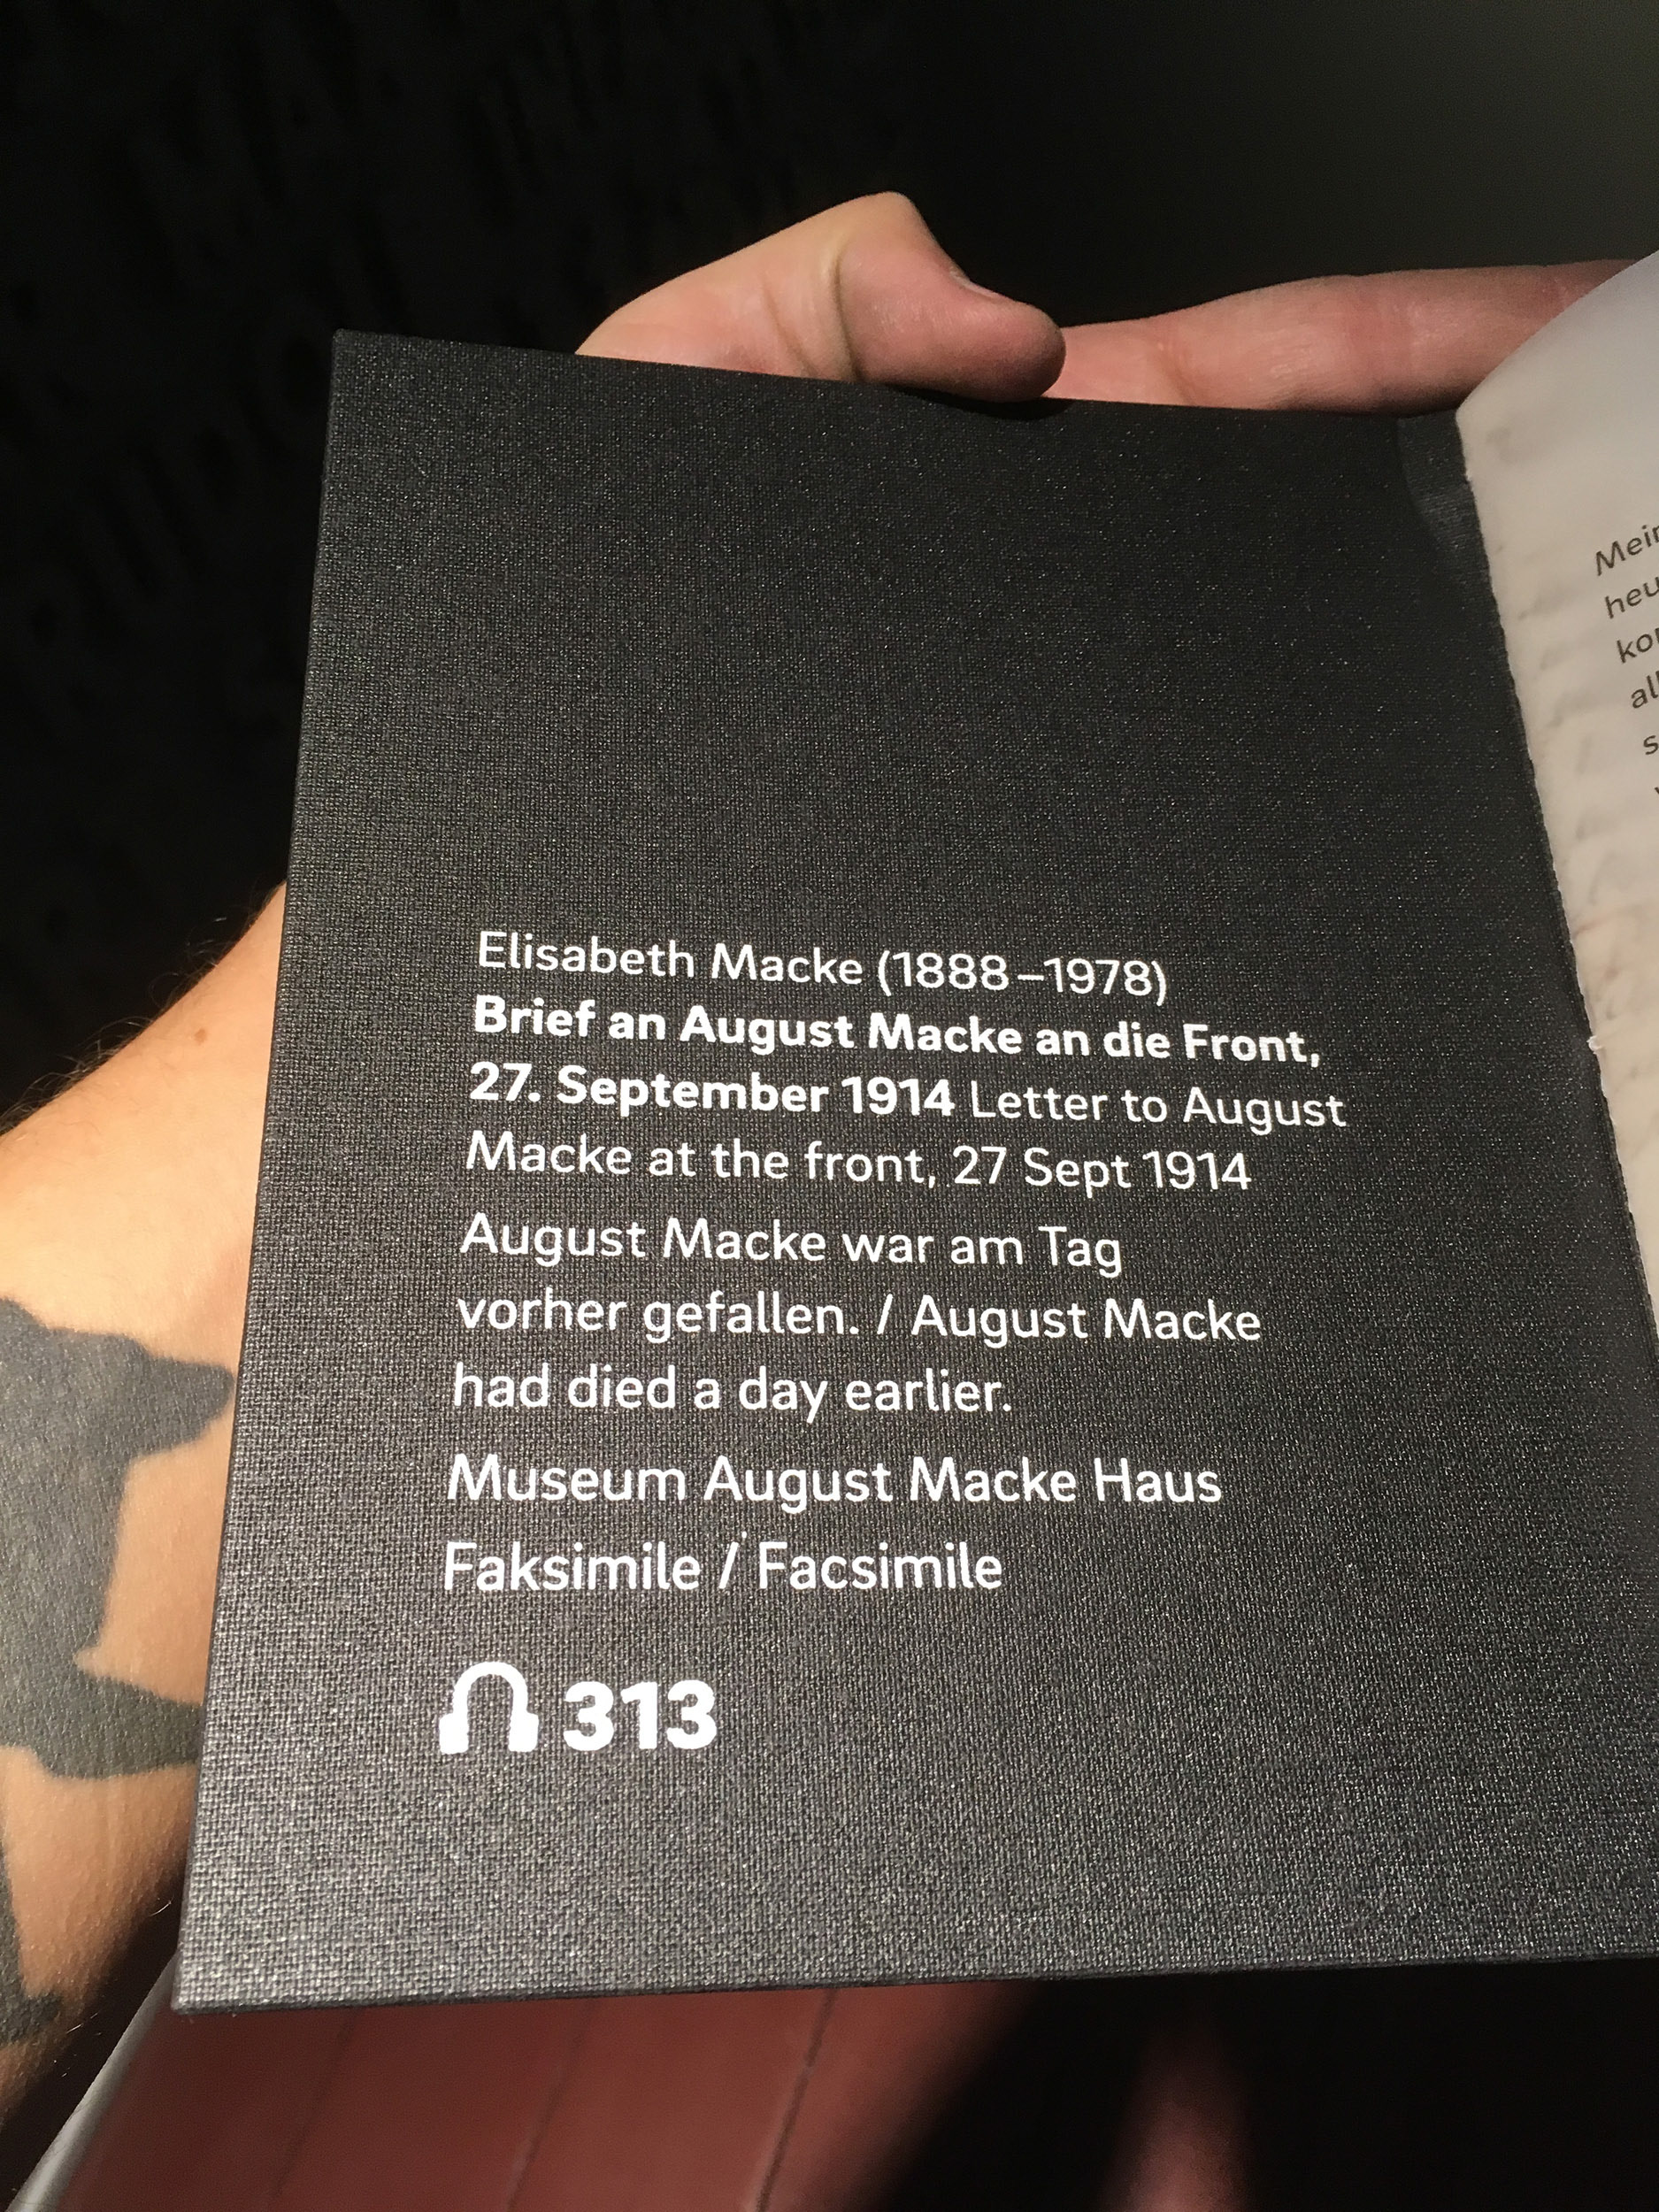 Elisabeth Macke (1888–1978)
Brief an August Macke an die Front,
27. September 1914 Letter to August
Macke at the front, 27 Sept 1914
August Macke war am Tag
vorher gefallen. / August Macke
had died a day earlier.
Museum August Macke Haus
Faksimile / Facsimile
313